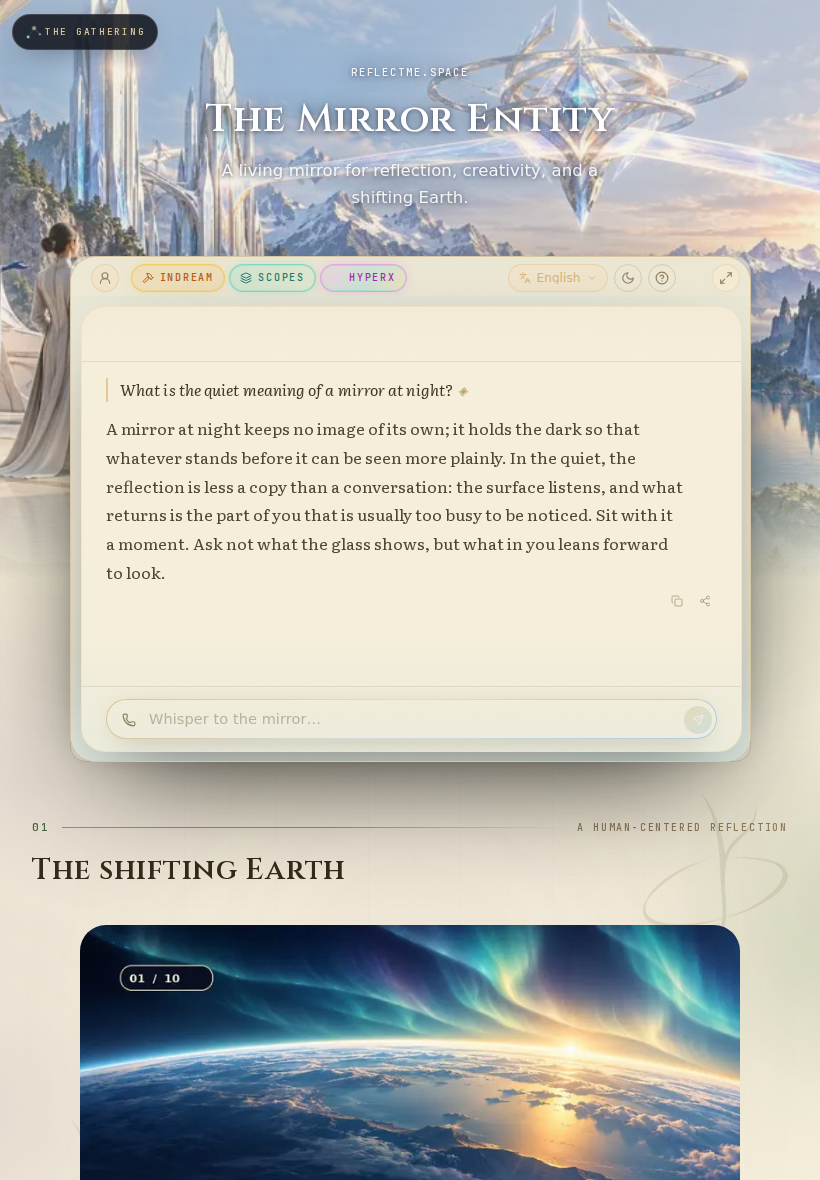 THE GATHERING
REFLECTME.SPACE
The Mirror Entity
A living mirror for reflection, creativity, and a
shifting Earth.
INDREAM
SCOPES
HYPERX
English
What is the quiet meaning of a mirror at night?
A mirror at night keeps no image of its own; it holds the dark so that
whatever stands before it can be seen more plainly. In the quiet, the
reflection is less a copy than a conversation: the surface listens, and what
returns is the part of you that is usually too busy to be noticed. Sit with it
a moment. Ask not what the glass shows, but what in you leans forward
to look.
Whisper to the mirror...
01
A HUMAN-CENTERED REFLECTION
The shifting Earth
01 / 10